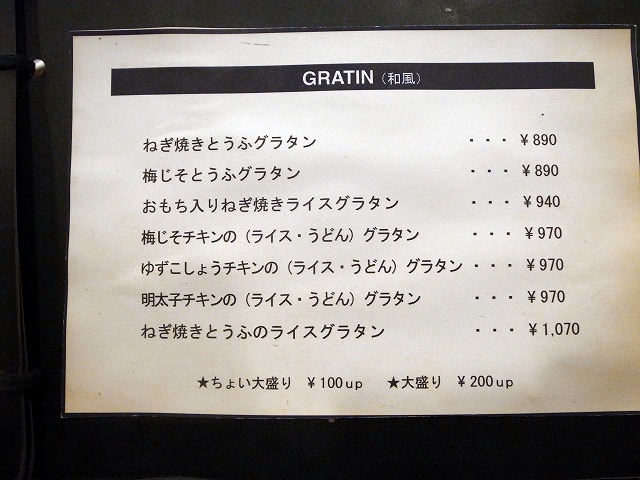 GRATIN（和風）
ねぎ焼きとうふグラタン ・・・ ¥890
梅じそとうふグラタン ・・・ ¥890
おもち入りねぎ焼きライスグラタン ・・・ ¥940
梅じそチキンの（ライス・うどん）グラタン ・・・ ¥970
ゆずこしょうチキンの（ライス・うどん）グラタン ・・・ ¥970
明太子チキンの（ライス・うどん）グラタン ・・・ ¥970
ねぎ焼きとうふのライスグラタン ・・・ ¥1,070
★ちょい大盛り ¥100up ★大盛り ¥200up